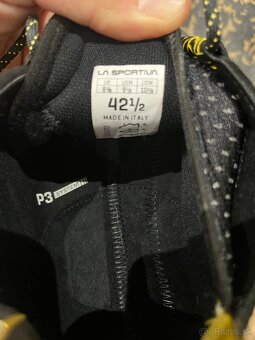 LA SPORTIVA
UK USM USW
8½ 9½ 10½
42½
MADE IN ITALY
P3
SYSTEM
bazos.sk